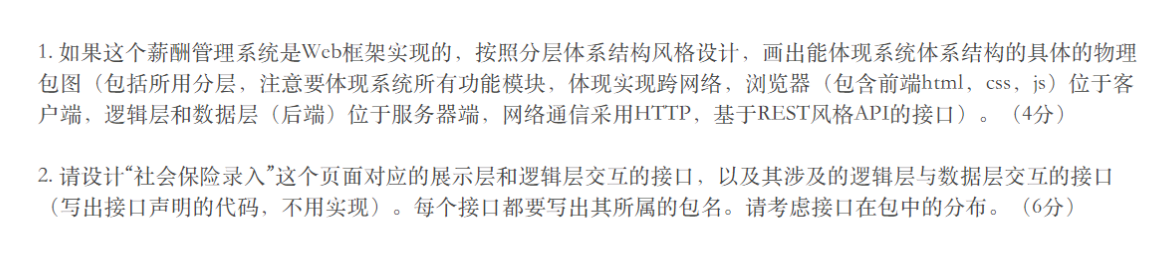 1. 如果这个薪酬管理系统是Web框架实现的，按照分层体系结构风格设计，画出能体现系统体系结构的具体的物理
包图（包括所用分层，注意要体现系统所有功能模块，体现实现跨网络，浏览器（包含前端html，css，js）位于客
户端，逻辑层和数据层（后端）位于服务器端，网络通信采用HTTP，基于REST风格API的接口）。（4分）
2. 请设计“社会保险录入”这个页面对应的展示层和逻辑层交互的接口，以及其涉及的逻辑层与数据层交互的接口
（写出接口声明的代码，不用实现）。每个接口都要写出其所属的包名。请考虑接口在包中的分布。（6分）